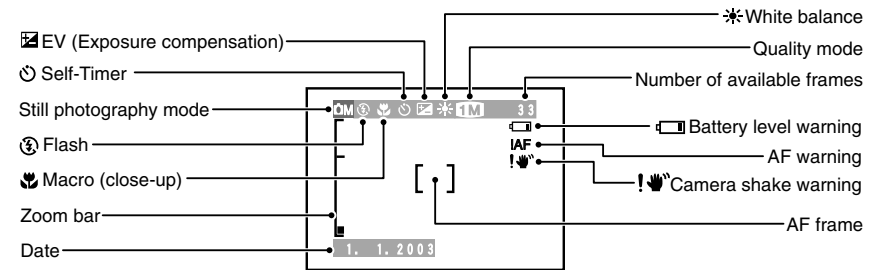 EV (Exposure compensation)
Self-Timer
Still photography mode
Flash
Macro (close-up)
Zoom bar
Date
M 1M 33
!AF
!
1. 1.2003
White balance
Quality mode
Number of available frames
Battery level warning
AF warning
! Camera shake warning
AF frame